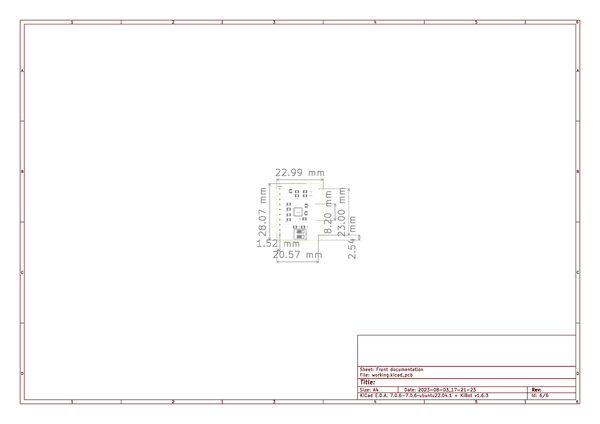 1 2 3 4 5 6
A A
22.99 mm
B B
28.07 mm
8.20 mm
23.00 mm
2.54 mm
1.52 mm
20.57 mm
C C
Sheet: Front documentation
File: working.kicad_pcb
D D
Title:
Size: A4 Date: 2023-08-03_17-21-23 Rev:
KiCad E.D.A. 7.0.6-7.0.6~ubuntu22.04.1 + KiBot v1.6.3 Id: 6/6
1 2 3 4 5 6